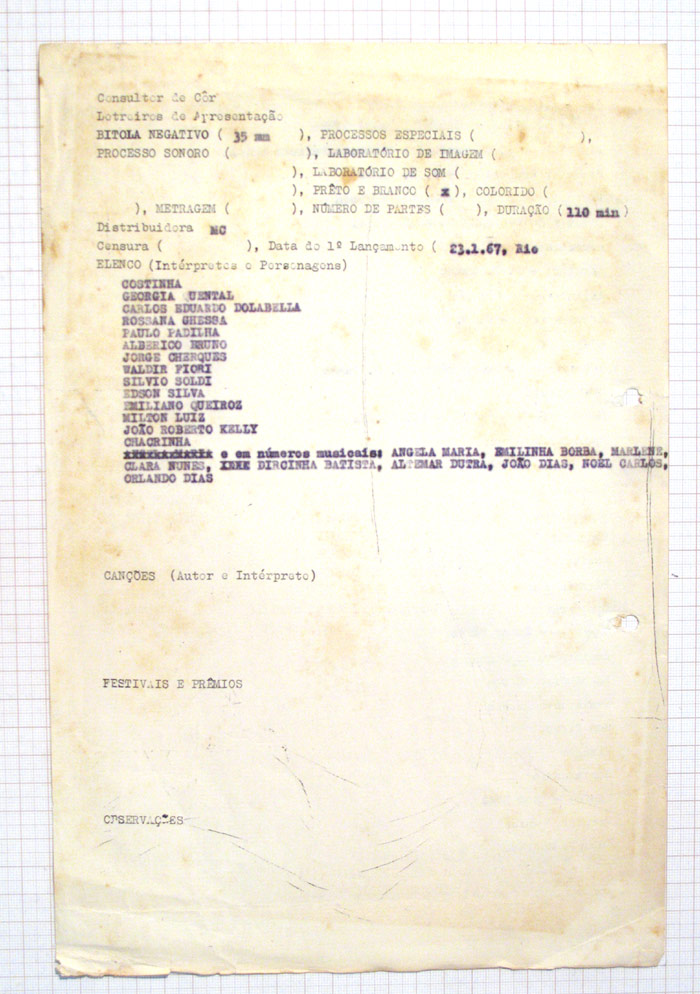 Consultor de Côr
Letreiros de Apresentação
BITOLA NEGATIVO ( 35 mm ), PROCESSOS ESPECIAIS ( ),
PROCESSO SONORO ( ), LABORATÓRIO DE IMAGEM (
), LABORATÓRIO DE SOM (
), PRÊTO E BRANCO ( x ), COLORIDO (
), METRAGEM ( ), NÚMERO DE PARTES ( ), DURAÇÃO (110 min)
Distribuidora MC
Censura ( ), Data do 1º Lançamento ( 23.1.67, Rio
ELENCO (Intérpretes e Personagens)
COSTINHA
GEORGIA QUENTAL
CARLOS EDUARDO DOLABELLA
ROSSANA GHESSA
PAULO PADILHA
ALBERICO BRUNO
JORGE CHERQUES
WALDIR FIORI
SILVIO SOLDI
EDSON SILVA
EMILIANO QUEIROZ
MILTON LUIZ
JOÃO ROBERTO KELLY
CHACRINHA
e em números musicais: ANGELA MARIA, EMILINHA BORBA, MARLENE,
CLARA NUNES, DIRCINHA BATISTA, ALTEMAR DUTRA, JOÃO DIAS, NOEL CARLOS,
ORLANDO DIAS
CANÇÕES (Autor e Intérprete)
FESTIVAIS E PRÊMIOS
OBSERVAÇÕES